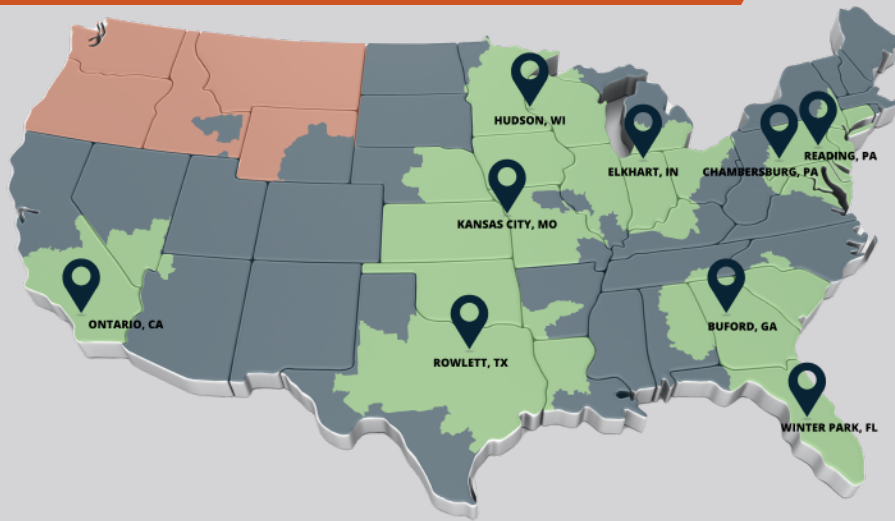 HUDSON, WI
ELKHART, IN
CHAMBERSBURG, PA
READING, PA
KANSAS CITY, MO
ONTARIO, CA
ROWLETT, TX
BUFORD, GA
WINTER PARK, FL